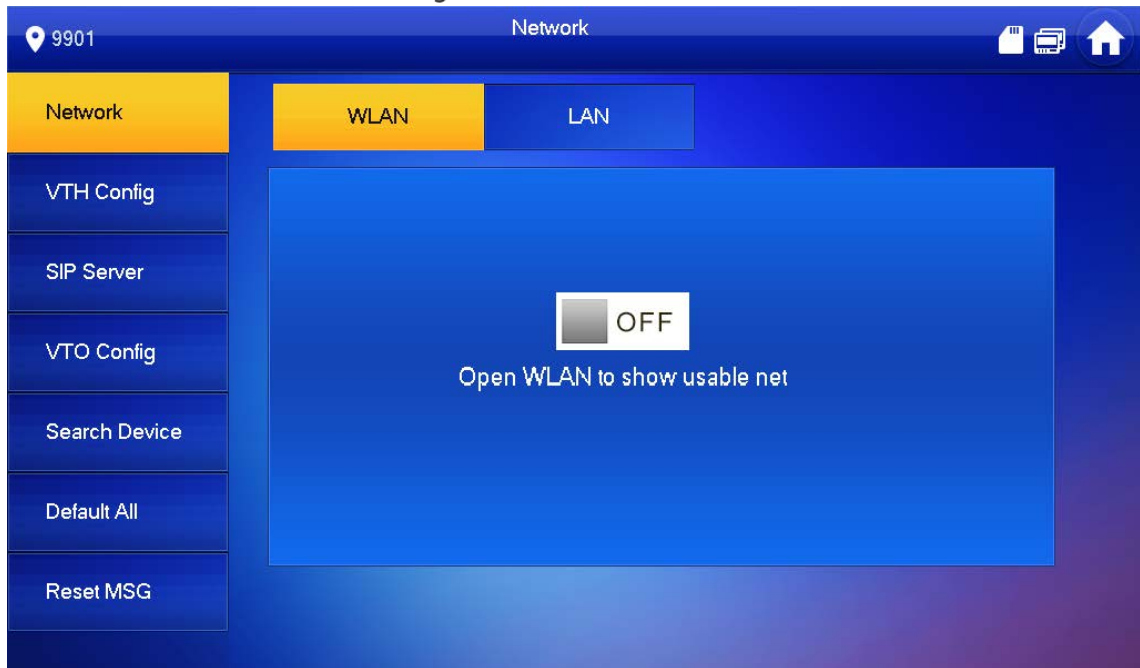 9901
Network
Network
WLAN
LAN
VTH Config
SIP Server
OFF
VTO Config
Open WLAN to show usable net
Search Device
Default All
Reset MSG